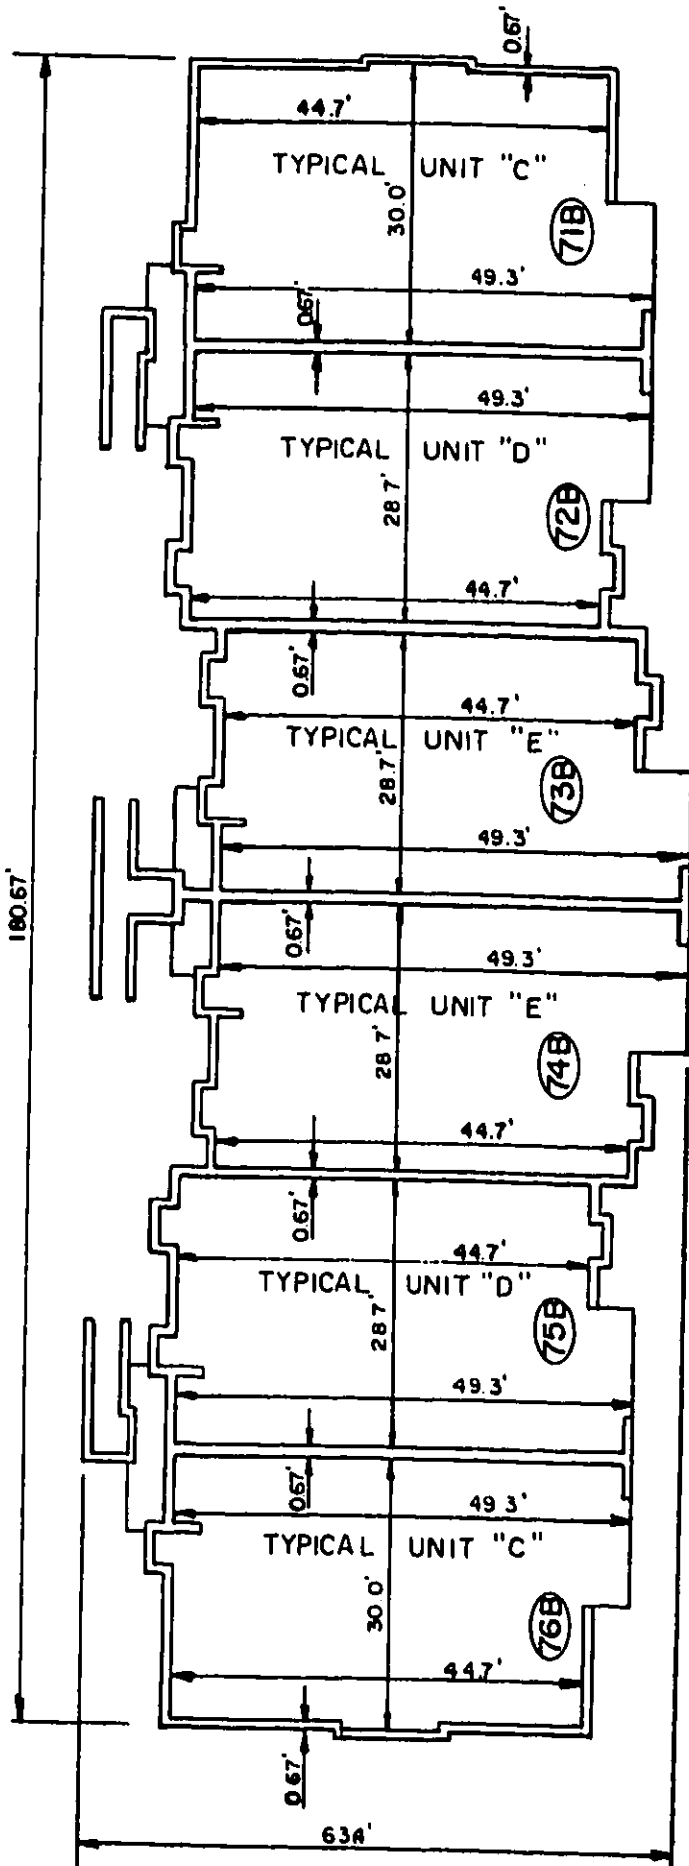 0.67'
44.7'
TYPICAL UNIT "C"
30.0'
71B
49.3'
0.67'
49.3'
TYPICAL UNIT "D"
28.7'
72B
44.7'
0.67'
44.7'
TYPICAL UNIT "E"
28.7'
73B
49.3'
180.67'
0.67'
49.3'
TYPICAL UNIT "E"
28.7'
74B
44.7'
0.67'
44.7'
TYPICAL UNIT "D"
28.7'
75B
49.3'
0.67'
49.3'
TYPICAL UNIT "C"
30.0'
76B
44.7'
0.67'